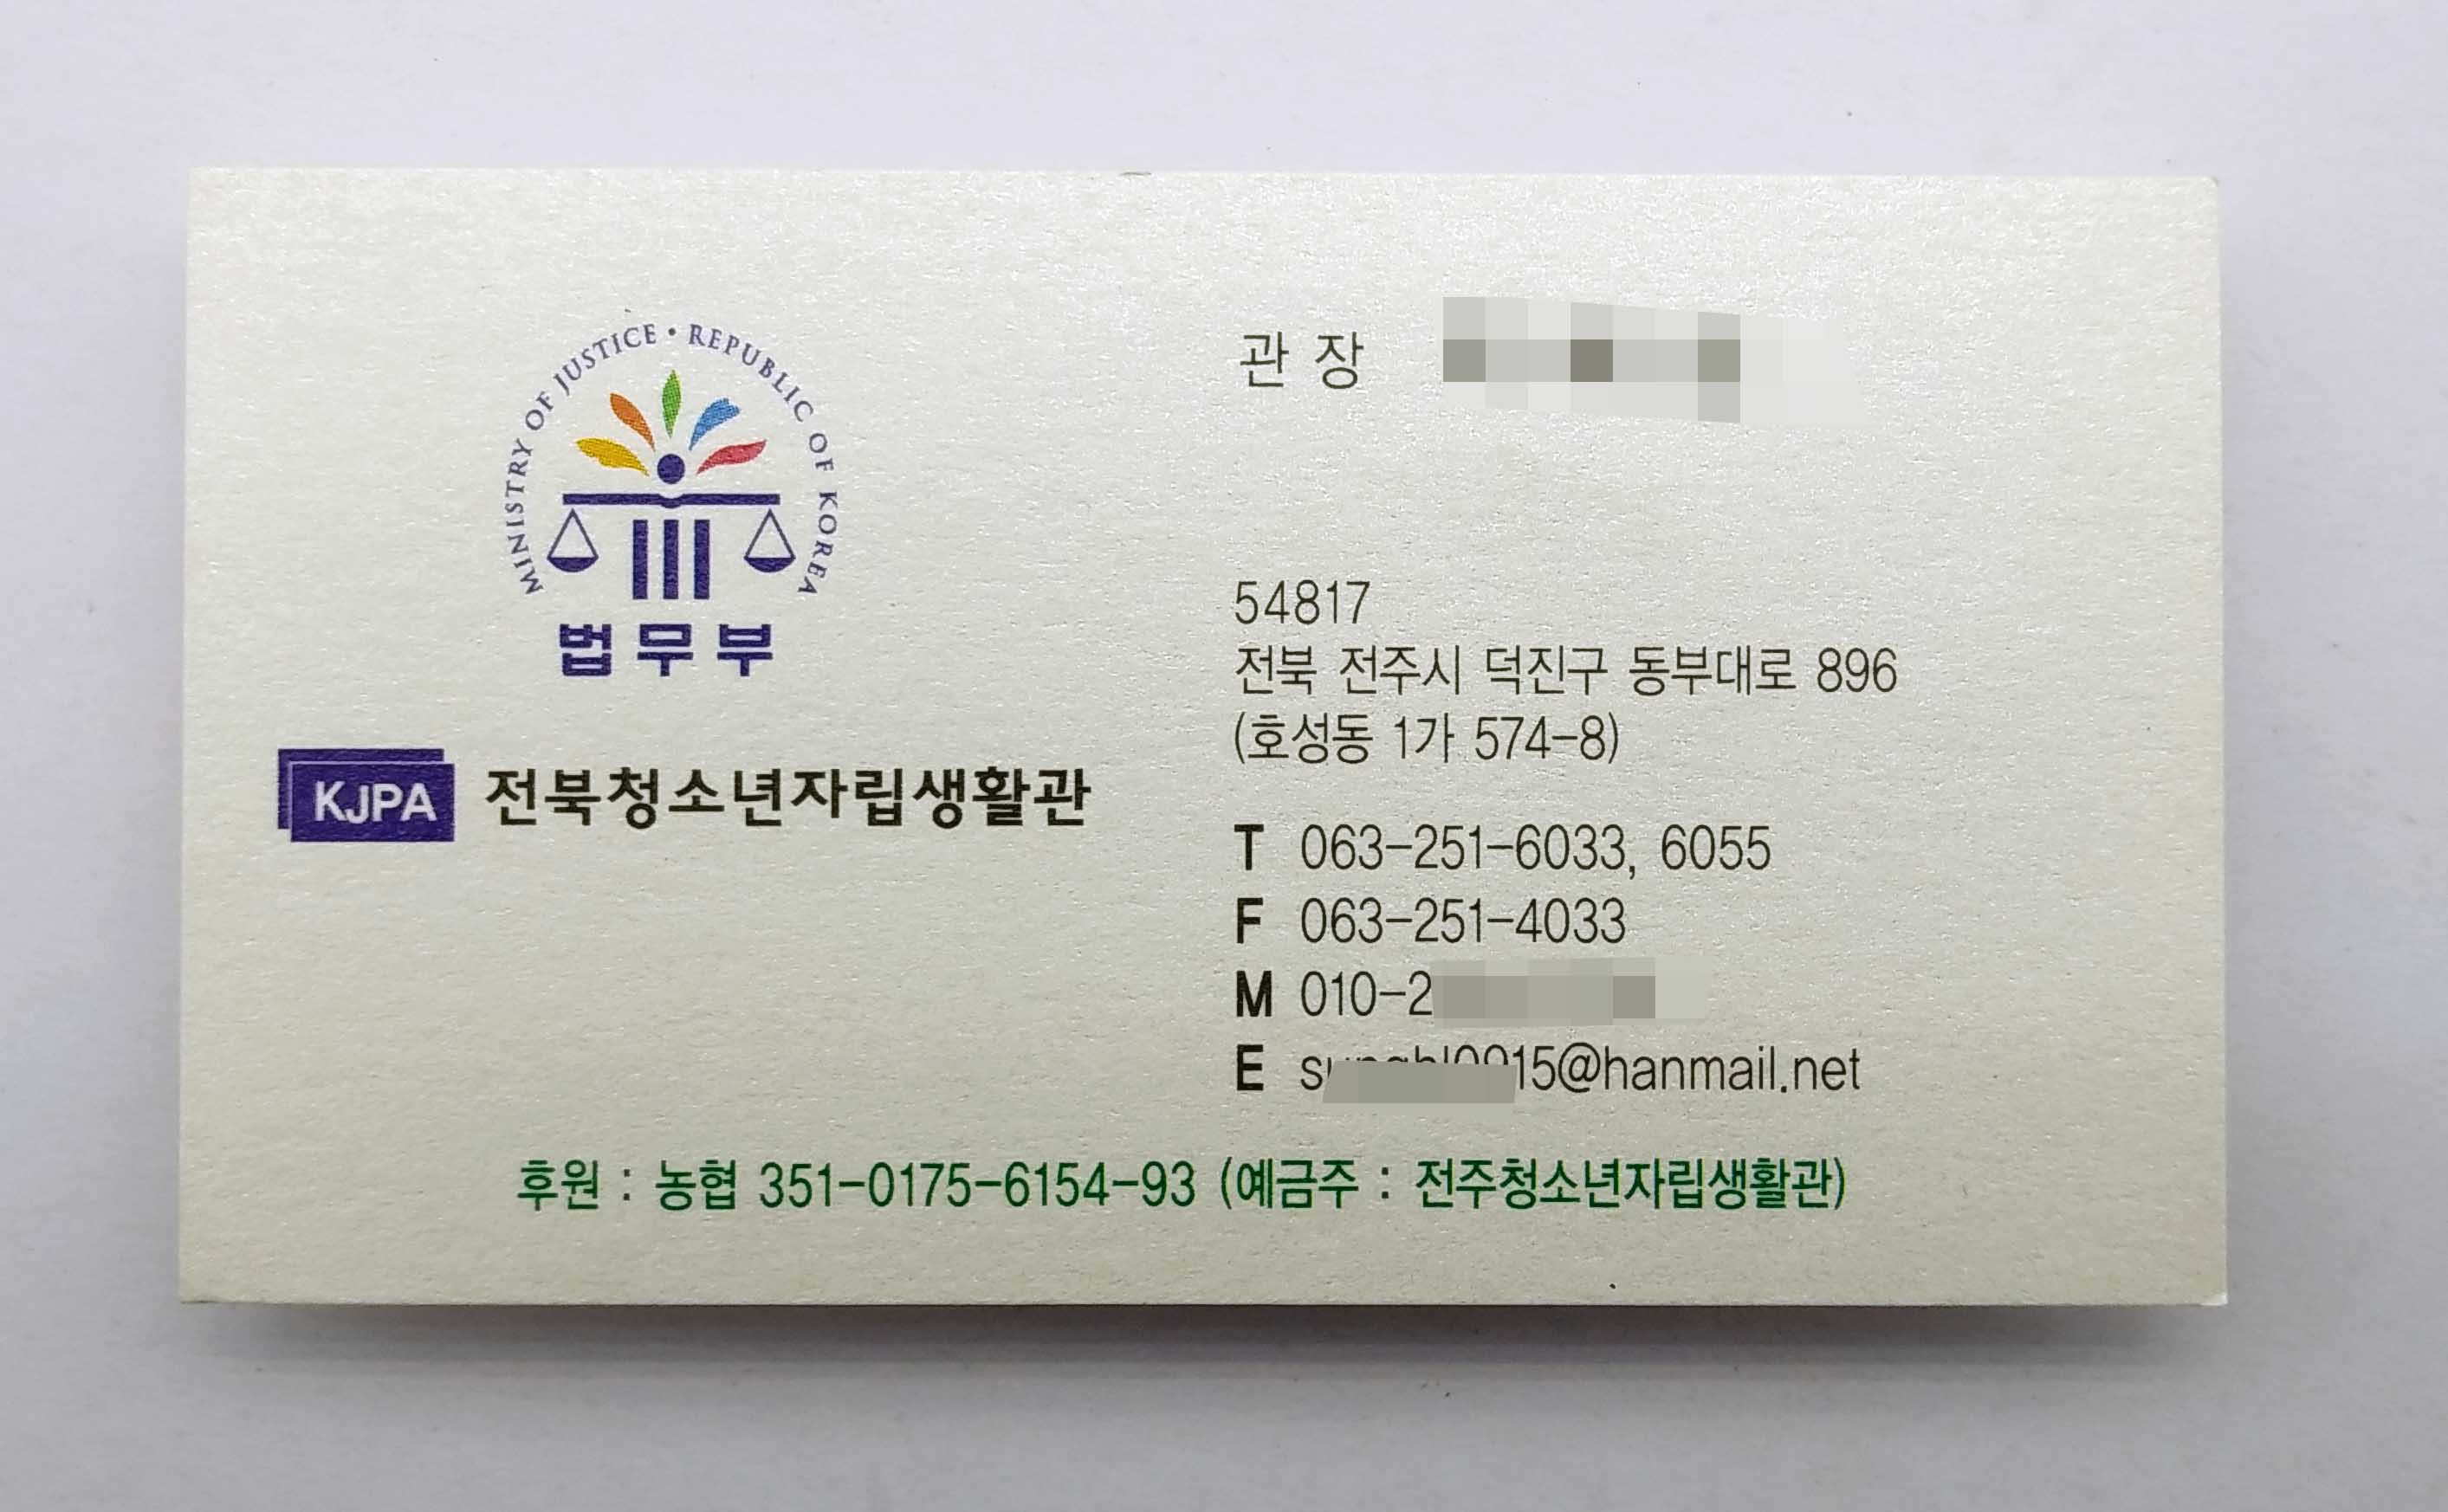 MINISTRY OF JUSTICE • REPUBLIC OF KOREA
법무부
KJPA 전북청소년자립생활관
관 장
54817
전북 전주시 덕진구 동부대로 896
(호성동 1가 574-8)
T 063-251-6033, 6055
F 063-251-4033
M 010-2
E 15@hanmail.net
후원 : 농협 351-0175-6154-93 (예금주 : 전주청소년자립생활관)